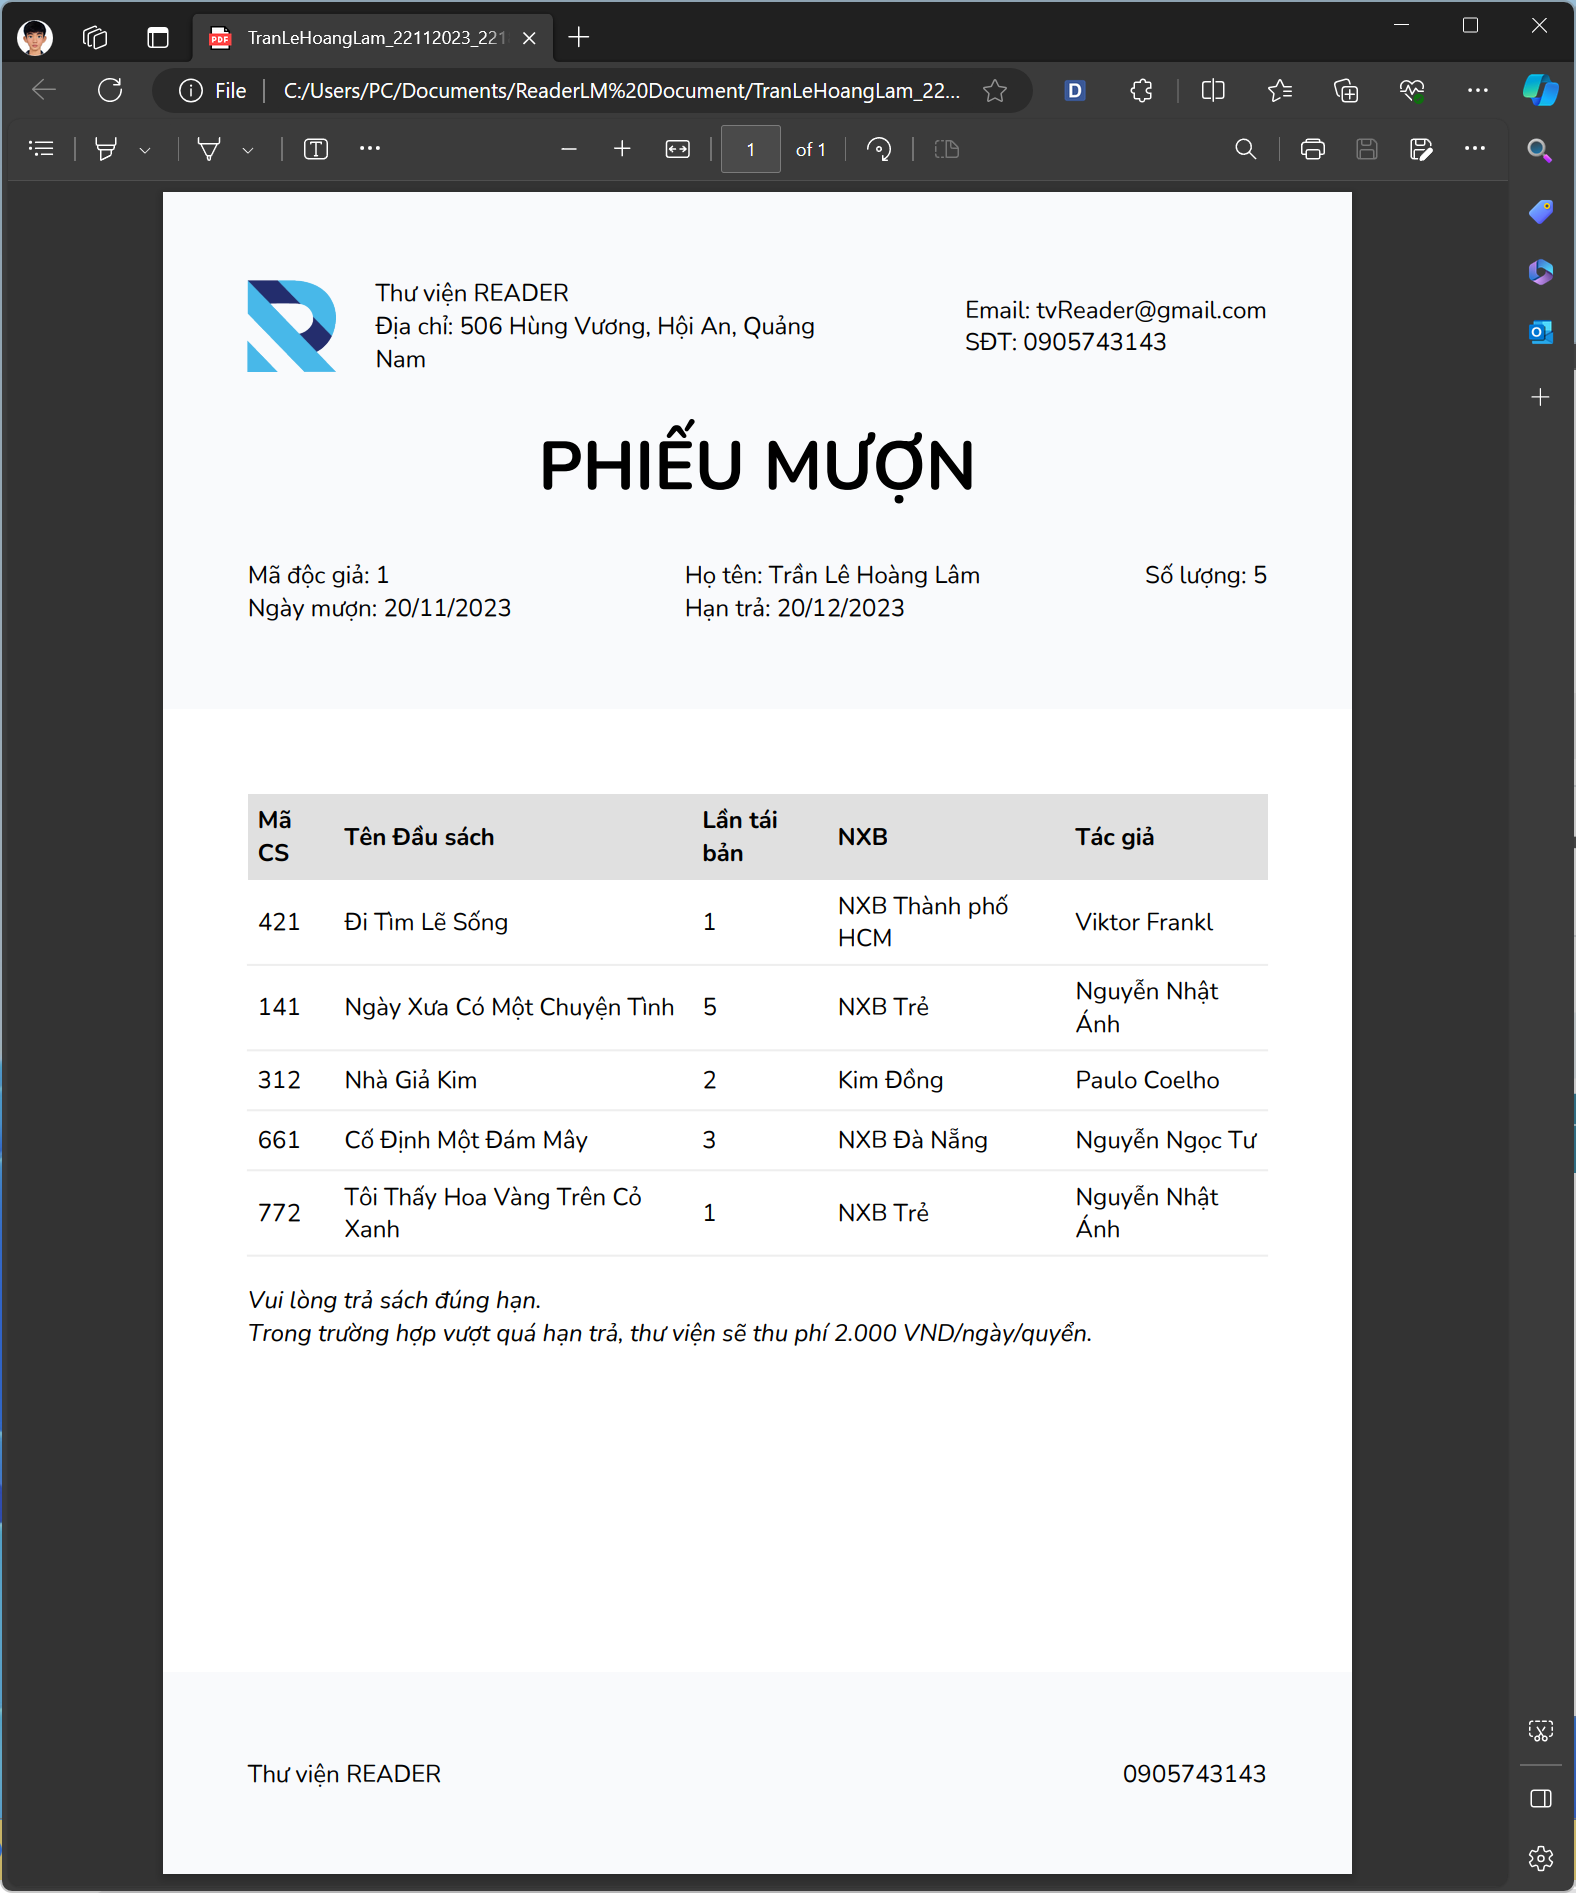 TranLeHoangLam_22112023_221
File
C:/Users/PC/Documents/ReaderLM%20Document/TranLeHoangLam_22...
D
1
of 1
Thư viện READER
Địa chỉ: 506 Hùng Vương, Hội An, Quảng
Nam
Email: tvReader@gmail.com
SĐT: 0905743143
PHIẾU MƯỢN
Mã độc giả: 1
Họ tên: Trần Lê Hoàng Lâm
Số lượng: 5
Ngày mượn: 20/11/2023
Hạn trả: 20/12/2023
Mã CS
Tên Đầu sách
Lần tái bản
NXB
Tác giả
421
Đi Tìm Lẽ Sống
1
NXB Thành phố
HCM
Viktor Frankl
141
Ngày Xưa Có Một Chuyện Tình
5
NXB Trẻ
Nguyễn Nhật
Ánh
312
Nhà Giả Kim
2
Kim Đồng
Paulo Coelho
661
Cố Định Một Đám Mây
3
NXB Đà Nẵng
Nguyễn Ngọc Tư
772
Tôi Thấy Hoa Vàng Trên Cỏ
Xanh
1
NXB Trẻ
Nguyễn Nhật
Ánh
Vui lòng trả sách đúng hạn.
Trong trường hợp vượt quá hạn trả, thư viện sẽ thu phí 2.000 VND/ngày/quyển.
Thư viện READER
0905743143